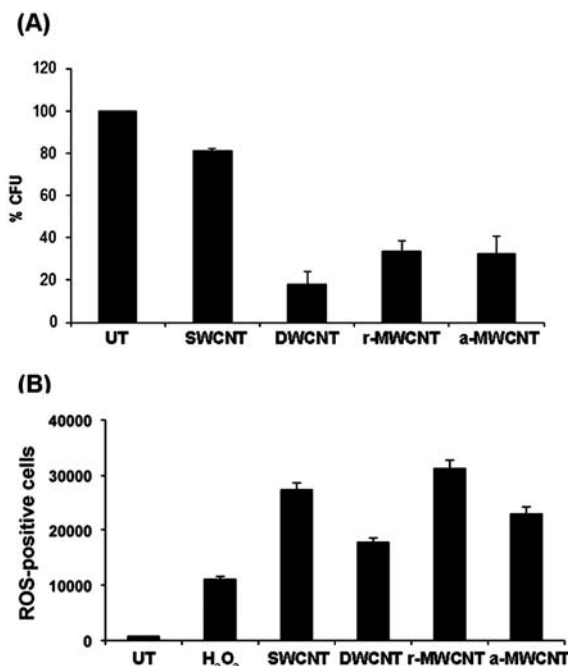 (A)
120
100
80
60
40
20
0
% CFU
UT SWCNT DWCNT r-MWCNT a-MWCNT
(B)
40000
30000
20000
10000
0
ROS-positive cells
UT H₂O₂ SWCNT DWCNT r-MWCNT a-MWCNT